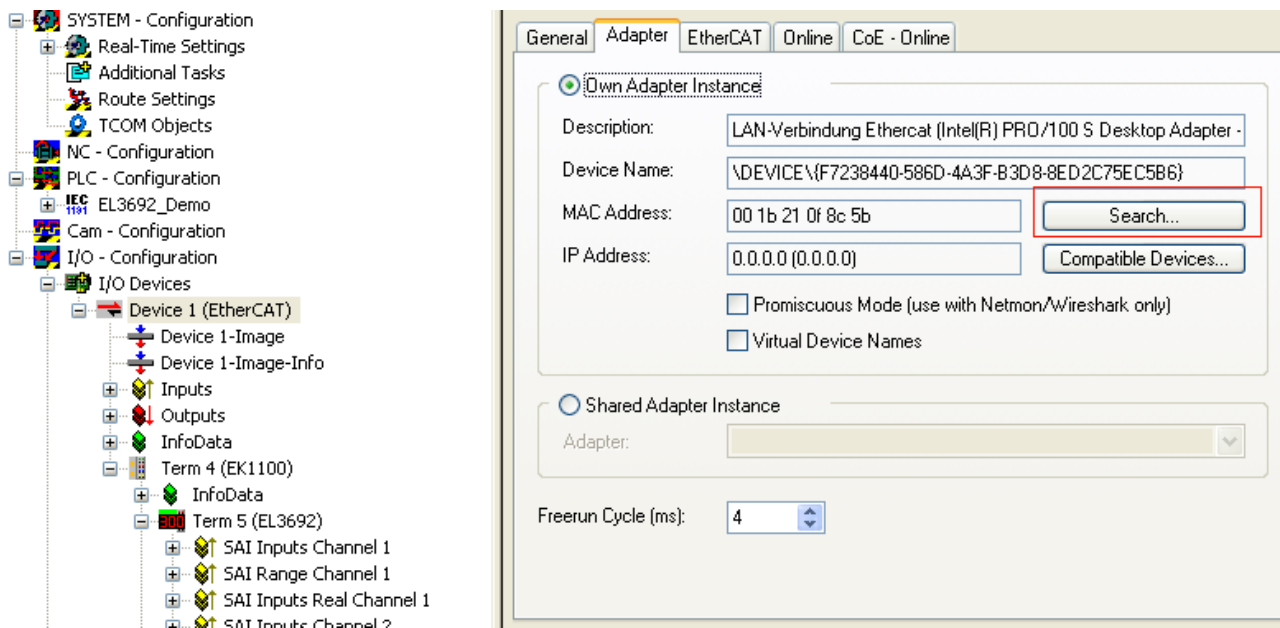 SYSTEM - Configuration
Real-Time Settings
Additional Tasks
Route Settings
TCOM Objects
NC - Configuration
PLC - Configuration
IEC
1131
EL3692_Demo
Cam - Configuration
I/O - Configuration
I/O Devices
Device 1 (EtherCAT)
Device 1-Image
Device 1-Image-Info
Inputs
Outputs
InfoData
Term 4 (EK1100)
InfoData
Term 5 (EL3692)
SAI Inputs Channel 1
SAI Range Channel 1
SAI Inputs Real Channel 1
SAI Inputs Channel 2
General Adapter EtherCAT Online CoE - Online
Own Adapter Instance
Description: LAN-Verbindung Ethercat (Intel(R) PRO/100 S Desktop Adapter -
Device Name: \DEVICE\{F7238440-586D-4A3F-B3D8-8ED2C75EC5B6}
MAC Address: 00 1b 21 0f 8c 5b Search...
IP Address: 0.0.0.0 (0.0.0.0) Compatible Devices...
Promiscuous Mode (use with Netmon/Wireshark only)
Virtual Device Names
Shared Adapter Instance
Adapter:
Freerun Cycle (ms): 4